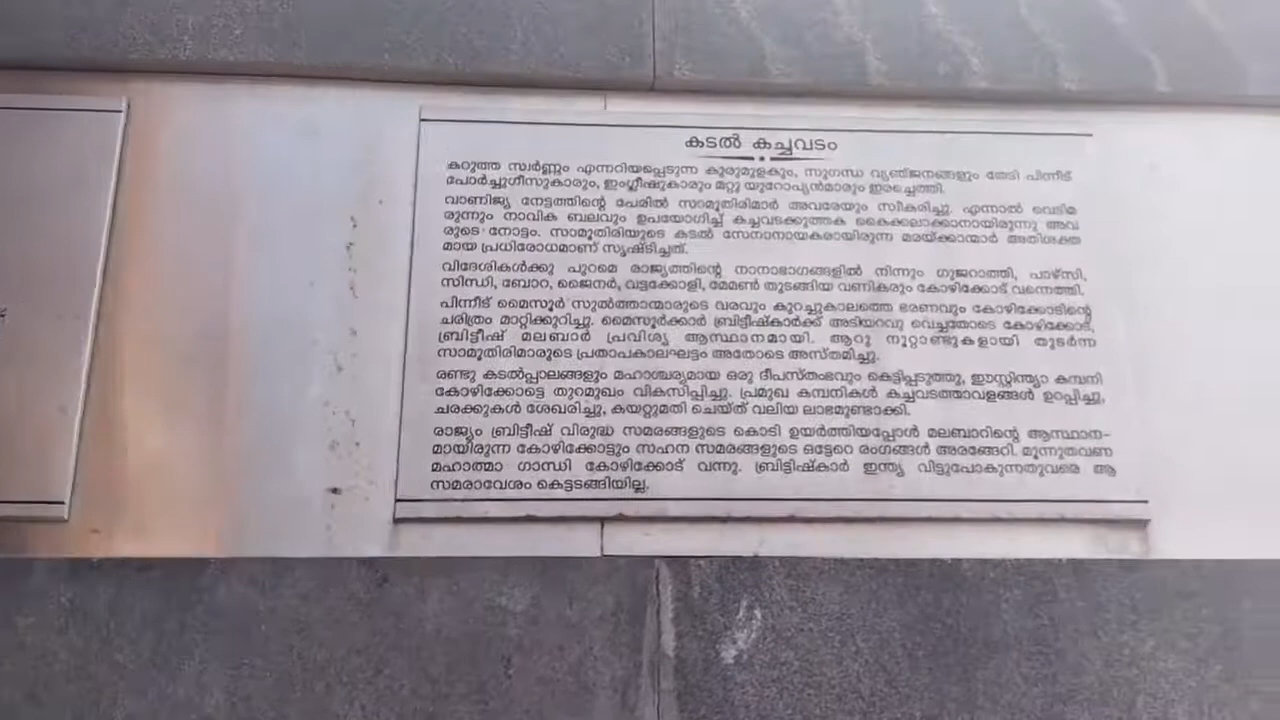 കടൽ കച്ചവടം
കറുത്ത സ്വർണ്ണം എന്നറിയപ്പെടുന്ന കുരുമുളകും, സുഗന്ധ വ്യഞ്ജനങ്ങളും തേടി പിന്നീട്
പോർച്ചുഗീസുകാരും, ഇംഗ്ലീഷുകാരും മറ്റു യൂറോപ്യൻമാരും ഇരച്ചെത്തി.
വാണിജ്യ നേട്ടത്തിന്റെ പേരിൽ സാമൂതിരിമാർ അവരേയും സ്വീകരിച്ചു. എന്നാൽ വെടിമ
രുന്നും നാവിക ബലവും ഉപയോഗിച്ച് കച്ചവടക്കുത്തക കൈക്കലാക്കാനായിരുന്നു അവ
രുടെ നോട്ടം. സാമൂതിരിയുടെ കടൽ സേനാനായകരായിരുന്ന മരയ്ക്കാന്മാർ അതിശക്ത
മായ പ്രധിരോധമാണ് സൃഷ്ടിച്ചത്.
വിദേശികൾക്കു പുറമെ രാജ്യത്തിന്റെ നാനാഭാഗങ്ങളിൽ നിന്നും ഗുജറാത്തി, പാഴ്സി,
സിന്ധി, ബോറ, ജൈനർ, വട്ടക്കോളി, മേമൺ തുടങ്ങിയ വണികരും കോഴിക്കോട് വന്നെത്തി.
പിന്നീട് മൈസൂർ സുൽത്താന്മാരുടെ വരവും കുറച്ചുകാലത്തെ ഭരണവും കോഴിക്കോടിന്റെ
ചരിത്രം മാറ്റിക്കുറിച്ചു. മൈസൂർക്കാർ ബ്രിട്ടീഷ്കാർക്ക് അടിയറവു വെച്ചതോടെ കോഴിക്കോട്,
ബ്രിട്ടീഷ് മലബാർ പ്രവിശ്യ ആസ്ഥാനമായി. ആറു നൂറ്റാണ്ടുകളായി തുടർന്ന
സാമൂതിരിമാരുടെ പ്രതാപകാലഘട്ടം അതോടെ അസ്തമിച്ചു.
രണ്ടു കടൽപ്പാലങ്ങളും മഹാശ്ചര്യമായ ഒരു ദീപസ്തംഭവും കെട്ടിപ്പടുത്തു, ഈസ്റ്റിന്ത്യാ കമ്പനി
കോഴിക്കോട്ടെ തുറമുഖം വികസിപ്പിച്ചു. പ്രമുഖ കമ്പനികൾ കച്ചവടത്താവളങ്ങൾ ഉറപ്പിച്ചു,
ചരക്കുകൾ ശേഖരിച്ചു, കയറ്റുമതി ചെയ്ത് വലിയ ലാഭമുണ്ടാക്കി.
രാജ്യം ബ്രിട്ടീഷ് വിരുദ്ധ സമരങ്ങളുടെ കൊടി ഉയർത്തിയപ്പോൾ മലബാറിന്റെ ആസ്ഥാന-
മായിരുന്ന കോഴിക്കോട്ടും സഹന സമരങ്ങളുടെ ഒട്ടേറെ രംഗങ്ങൾ അരങ്ങേറി. മൂന്നുതവണ
മഹാത്മാ ഗാന്ധി കോഴിക്കോട് വന്നു. ബ്രിട്ടിഷ്കാർ ഇന്ത്യ വിട്ടുപോകുന്നതുവരെ ആ
സമരാവേശം കെട്ടടങ്ങിയില്ല.